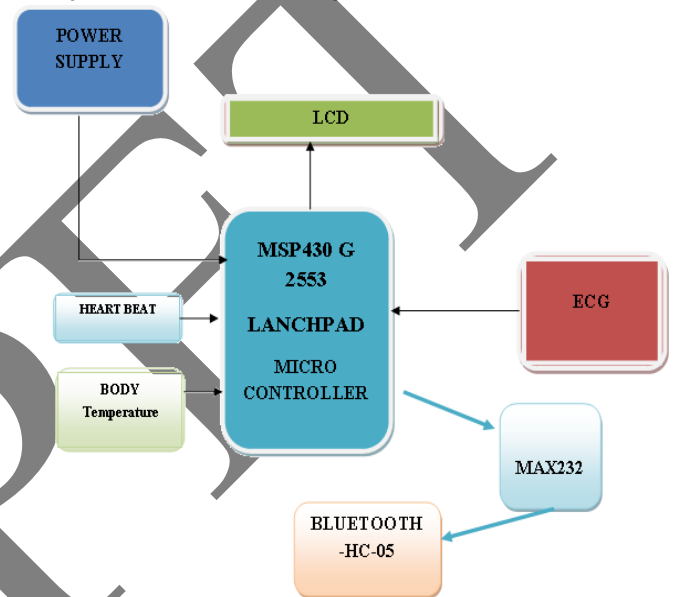 POWER
SUPPLY
LCD
MSP430 G
2553
LANCHPAD
MICRO
CONTROLLER
HEART BEAT
BODY
Temperature
ECG
MAX232
BLUETOOTH
-HC-05